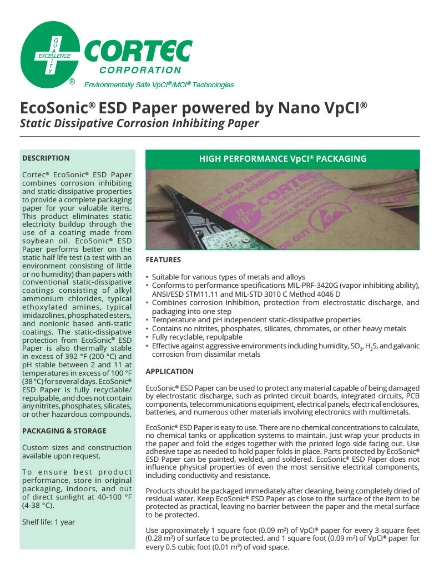 QUALITY
EXCELLENCE
®
CORTEC
CORPORATION
Environmentally Safe VpCI®/MCI® Technologies
EcoSonic® ESD Paper powered by Nano VpCI®
Static Dissipative Corrosion Inhibiting Paper
DESCRIPTION
Cortec® EcoSonic® ESD Paper
combines corrosion inhibiting
and static-dissipative properties
to provide a complete packaging
paper for your valuable items.
This product eliminates static
electricity buildup through the
use of a coating made from
soybean oil. EcoSonic® ESD
Paper performs better on the
static half life test (a test with an
environment consisting of little
or no humidity) than papers with
conventional static-dissipative
coatings consisting of alkyl
ammonium chlorides, typical
ethoxylated amines, typical
imidazolines, phosphated esters,
and nonionic based anti-static
coatings. The static-dissipative
protection from EcoSonic® ESD
Paper is also thermally stable
in excess of 392 °F (200 °C) and
pH stable between 2 and 11 at
temperatures in excess of 100 °F
(38 °C) for several days. EcoSonic®
ESD Paper is fully recyclable/
repulpable, and does not contain
any nitrites, phosphates, silicates,
or other hazardous compounds.
PACKAGING & STORAGE
Custom sizes and construction
available upon request.
To ensure best product
performance, store in original
packaging, indoors, and out
of direct sunlight at 40-100 °F
(4-38 °C).
Shelf life: 1 year
HIGH PERFORMANCE VpCI® PACKAGING
CORTEC
FEATURES
• Suitable for various types of metals and alloys
• Conforms to performance specifications MIL-PRF-3420G (vapor inhibiting ability),
ANSI/ESD STM11.11 and MIL-STD 3010 C Method 4046 D
• Combines corrosion inhibition, protection from electrostatic discharge, and
packaging into one step
• Temperature and pH independent static-dissipative properties
• Contains no nitrites, phosphates, silicates, chromates, or other heavy metals
• Fully recyclable, repulpable
• Effective against aggressive environments including humidity, SO2, H2S, and galvanic
corrosion from dissimilar metals
APPLICATION
EcoSonic® ESD Paper can be used to protect any material capable of being damaged
by electrostatic discharge, such as printed circuit boards, integrated circuits, PCB
components, telecommunications equipment, electrical panels, electrical enclosures,
batteries, and numerous other materials involving electronics with multimetals.
EcoSonic® ESD Paper is easy to use. There are no chemical concentrations to calculate,
no chemical tanks or application systems to maintain. Just wrap your products in
the paper and fold the edges together with the printed logo side facing out. Use
adhesive tape as needed to hold paper folds in place. Parts protected by EcoSonic®
ESD Paper can be painted, welded, and soldered. EcoSonic® ESD Paper does not
influence physical properties of even the most sensitive electrical components,
including conductivity and resistance.
Products should be packaged immediately after cleaning, being completely dried of
residual water. Keep EcoSonic® ESD Paper as close to the surface of the item to be
protected as practical, leaving no barrier between the paper and the metal surface
to be protected.
Use approximately 1 square foot (0.09 m²) of VpCI® paper for every 3 square feet
(0.28 m²) of surface to be protected, and 1 square foot (0.09 m²) of VpCI® paper for
every 0.5 cubic foot (0.01 m³) of void space.